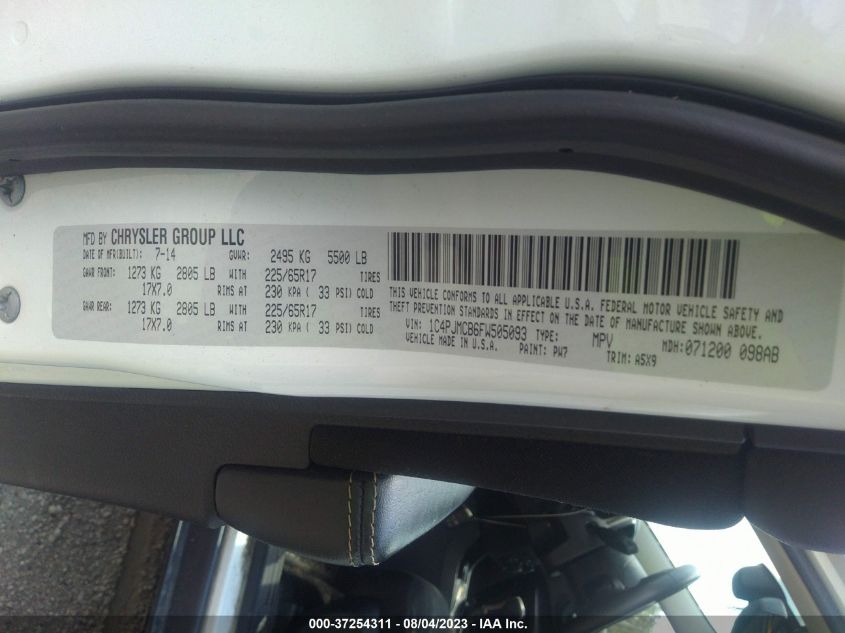 MFD BY CHRYSLER GROUP LLC
DATE OF MFR(BUILT): 7-14 GVWR: 2495 KG 5500 LB
GAWR FRONT: 1273 KG 2805 LB WITH 225/65R17 TIRES
17X7.0 RIMS AT 230 KPA ( 33 PSI) COLD
GAWR REAR: 1273 KG 2805 LB WITH 225/65R17 TIRES
17X7.0 RIMS AT 230 KPA ( 33 PSI) COLD
THIS VEHICLE CONFORMS TO ALL APPLICABLE U.S.A. FEDERAL MOTOR VEHICLE SAFETY AND
THEFT PREVENTION STANDARDS IN EFFECT ON THE DATE OF MANUFACTURE SHOWN ABOVE.
VIN: 1C4PJMCB6FW505093 TYPE: MPV MDH: 071200 098AB
VEHICLE MADE IN U.S.A. PAINT: PW7 TRIM: A5X9
000-37254311 - 08/04/2023 - IAA Inc.